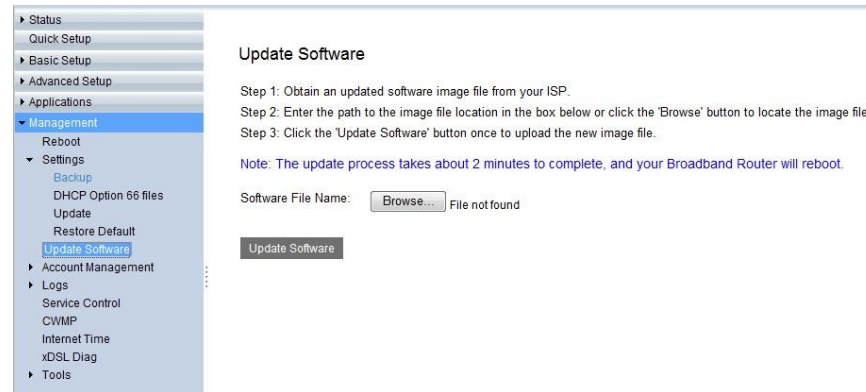 Status
Quick Setup
Basic Setup
Advanced Setup
Applications
Management
Reboot
Settings
Backup
DHCP Option 66 files
Update
Restore Default
Update Software
Account Management
Logs
Service Control
CWMP
Internet Time
xDSL Diag
Tools
Update Software
Step 1: Obtain an updated software image file from your ISP.
Step 2: Enter the path to the image file location in the box below or click the 'Browse' button to locate the image file
Step 3: Click the 'Update Software' button once to upload the new image file.
Note: The update process takes about 2 minutes to complete, and your Broadband Router will reboot.
Software File Name: Browse... File not found
Update Software